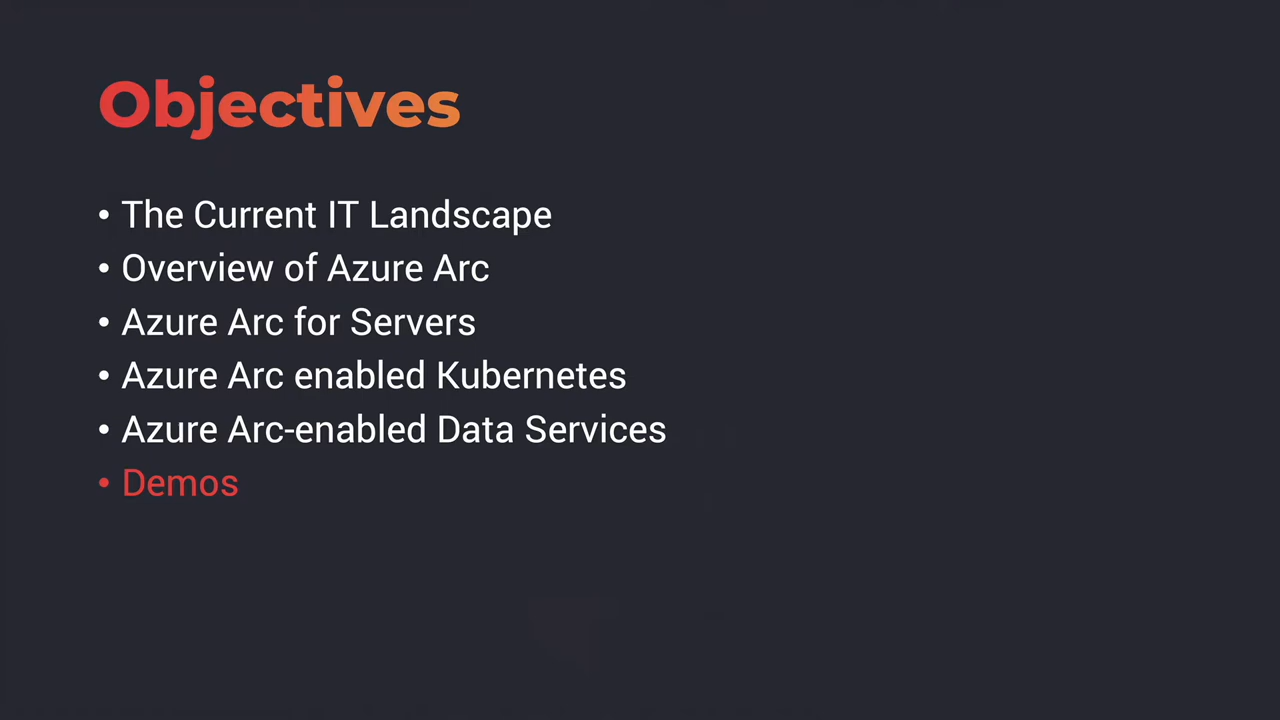 Objectives
• The Current IT Landscape
• Overview of Azure Arc
• Azure Arc for Servers
• Azure Arc enabled Kubernetes
• Azure Arc-enabled Data Services
• Demos